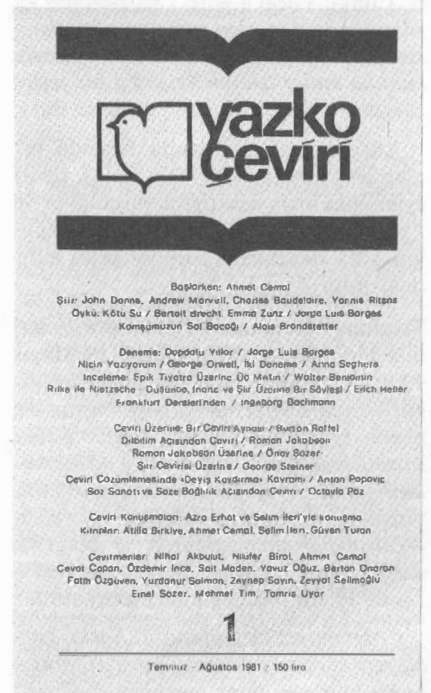 yazko
çeviri
Başlarken: Ahmet Cemal
Şiir: John Donne, Andrew Marvell, Charles Baudelaire, Yannis Ritsos
Öykü: Kötü Su / Bertolt Brecht, Emma Zunz / Jorge Luis Borges
Komşumuzun Sol Bacağı / Alois Brandstetter
Deneme: Dopdolu Yıllar / Jorge Luis Borges
Niçin Yazıyorum / George Orwell, İki Deneme / Anna Seghers
İnceleme: Epik Tiyatro Üzerine Üç Metin / Walter Benjamin
Rilke ile Nietzsche - Düşünce, İnanç ve Şiir Üzerine Bir Söyleşi / Erich Heller
Frankfurt Derslerinden / Ingeborg Bachmann
Çeviri Üzerine: Bir Çeviri Aynası / Burton Raffel
Dilbilim Açısından Çeviri / Roman Jakobson
Roman Jakobson Üzerine / Önay Sözer
Şiir Çevirisi Üzerine / George Steiner
Çeviri Çözümlemesinde «Deyiş Kaydırma» Kavramı / Anton Popoviç
Söz Sanatı ve Söze Bağlılık Açısından Çeviri / Octavio Paz
Çeviri Konuşmaları: Azra Erhat ve Selim İleri'yle konuşma
Kitaplar: Atilla Birkiye, Ahmet Cemal, Selim İleri, Güven Turan
Çevirmenler: Nihal Akbulut, Nilüfer Birol, Ahmet Cemal
Cevat Çapan, Özdemir İnce, Sait Maden, Yavuz Oğuz, Bertan Onaran
Fatih Özgüven, Yurdanur Salman, Zeynep Sayın, Zeyyat Selimoğlu
Erdal Sözer, Mehmet Tim, Tomris Uyar
1
Temmuz - Ağustos 1981 / 150 lira